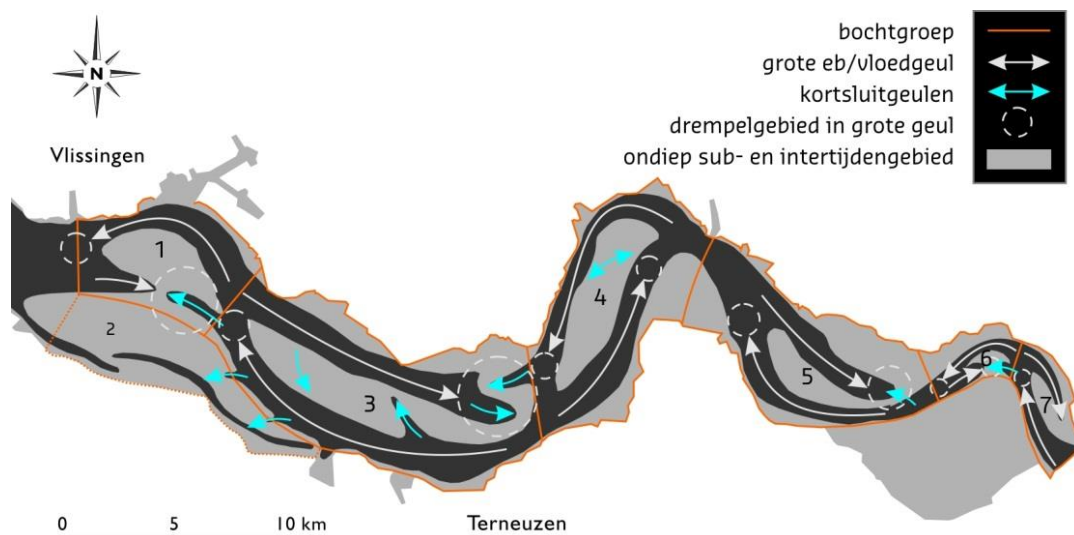 N
Vlissingen
bochtgroep
grote eb/vloedgeul
kortsluitgeulen
drempelgebied in grote geul
ondiep sub- en intertijdengebied
1
2
3
4
5
6
7
0 5 10 km
Terneuzen